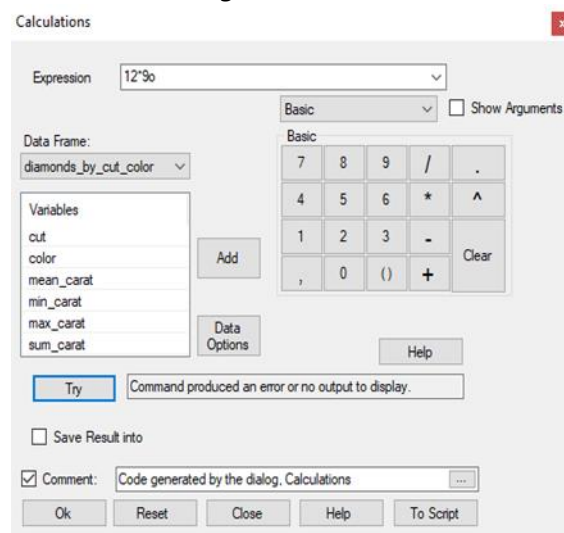 Calculations
Expression 12*9o
Basic Show Arguments
Data Frame: Basic
diamonds_by_cut_color 7 8 9 / .
Variables 4 5 6 * ^
cut 1 2 3 - Clear
color Add
mean_carat , 0 () +
min_carat
max_carat Data Options
sum_carat Help
Try Command produced an error or no output to display.
Save Result into
Comment: Code generated by the dialog, Calculations ...
Ok Reset Close Help To Script